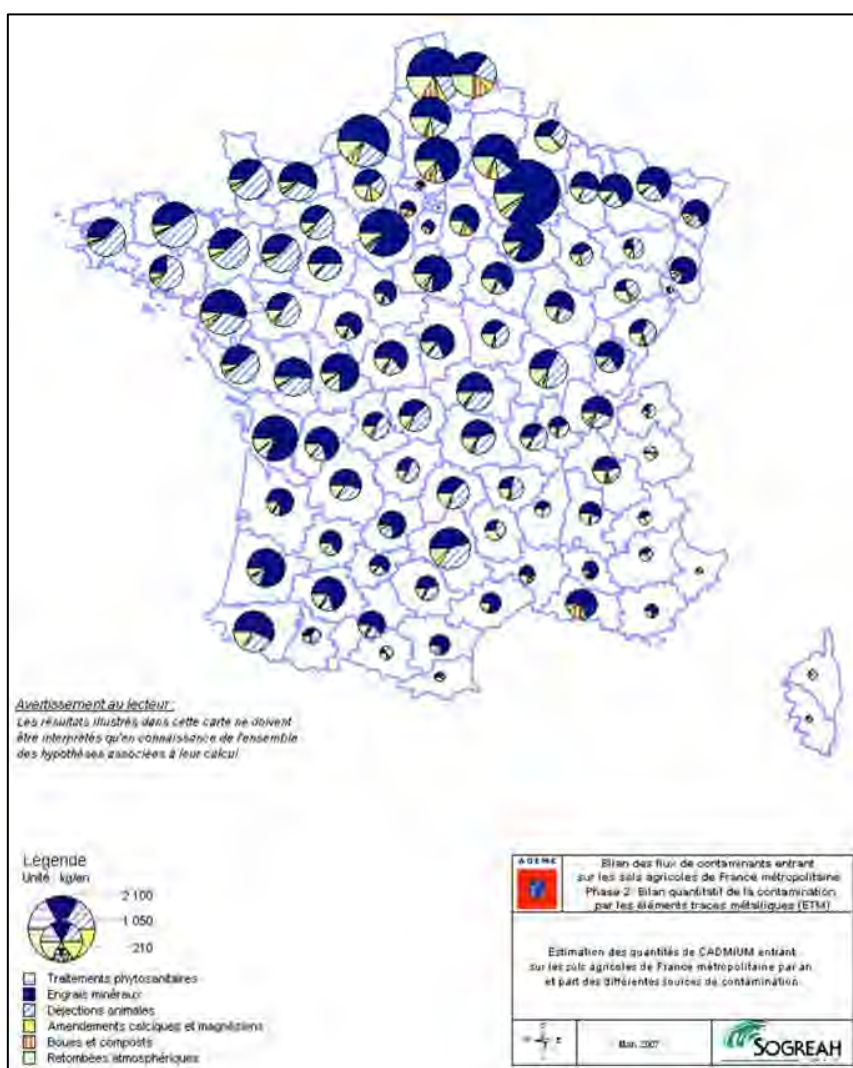 Avertissement au lecteur :
Les résultats illustrés dans cette carte ne doivent
être interprétés qu'en connaissance de l'ensemble
des hypothèses associées à leur calcul.
Légende
Unité : kg/an
2 100
1 050
210
Traitements phytosanitaires
Engrais minéraux
Déjections animales
Amendements calciques et magnésiens
Boues et composts
Retombées atmosphériques
ADEME
Bilan des flux de contaminants entrant
sur les sols agricoles de France métropolitaine
Phase 2: Bilan quantitatif de la contamination
par les éléments traces métalliques (ETM)
Estimation des quantités de CADMIUM entrant
sur les sols agricoles de France métropolitaine par an
et part des différentes sources de contamination
2007
SOGREAH